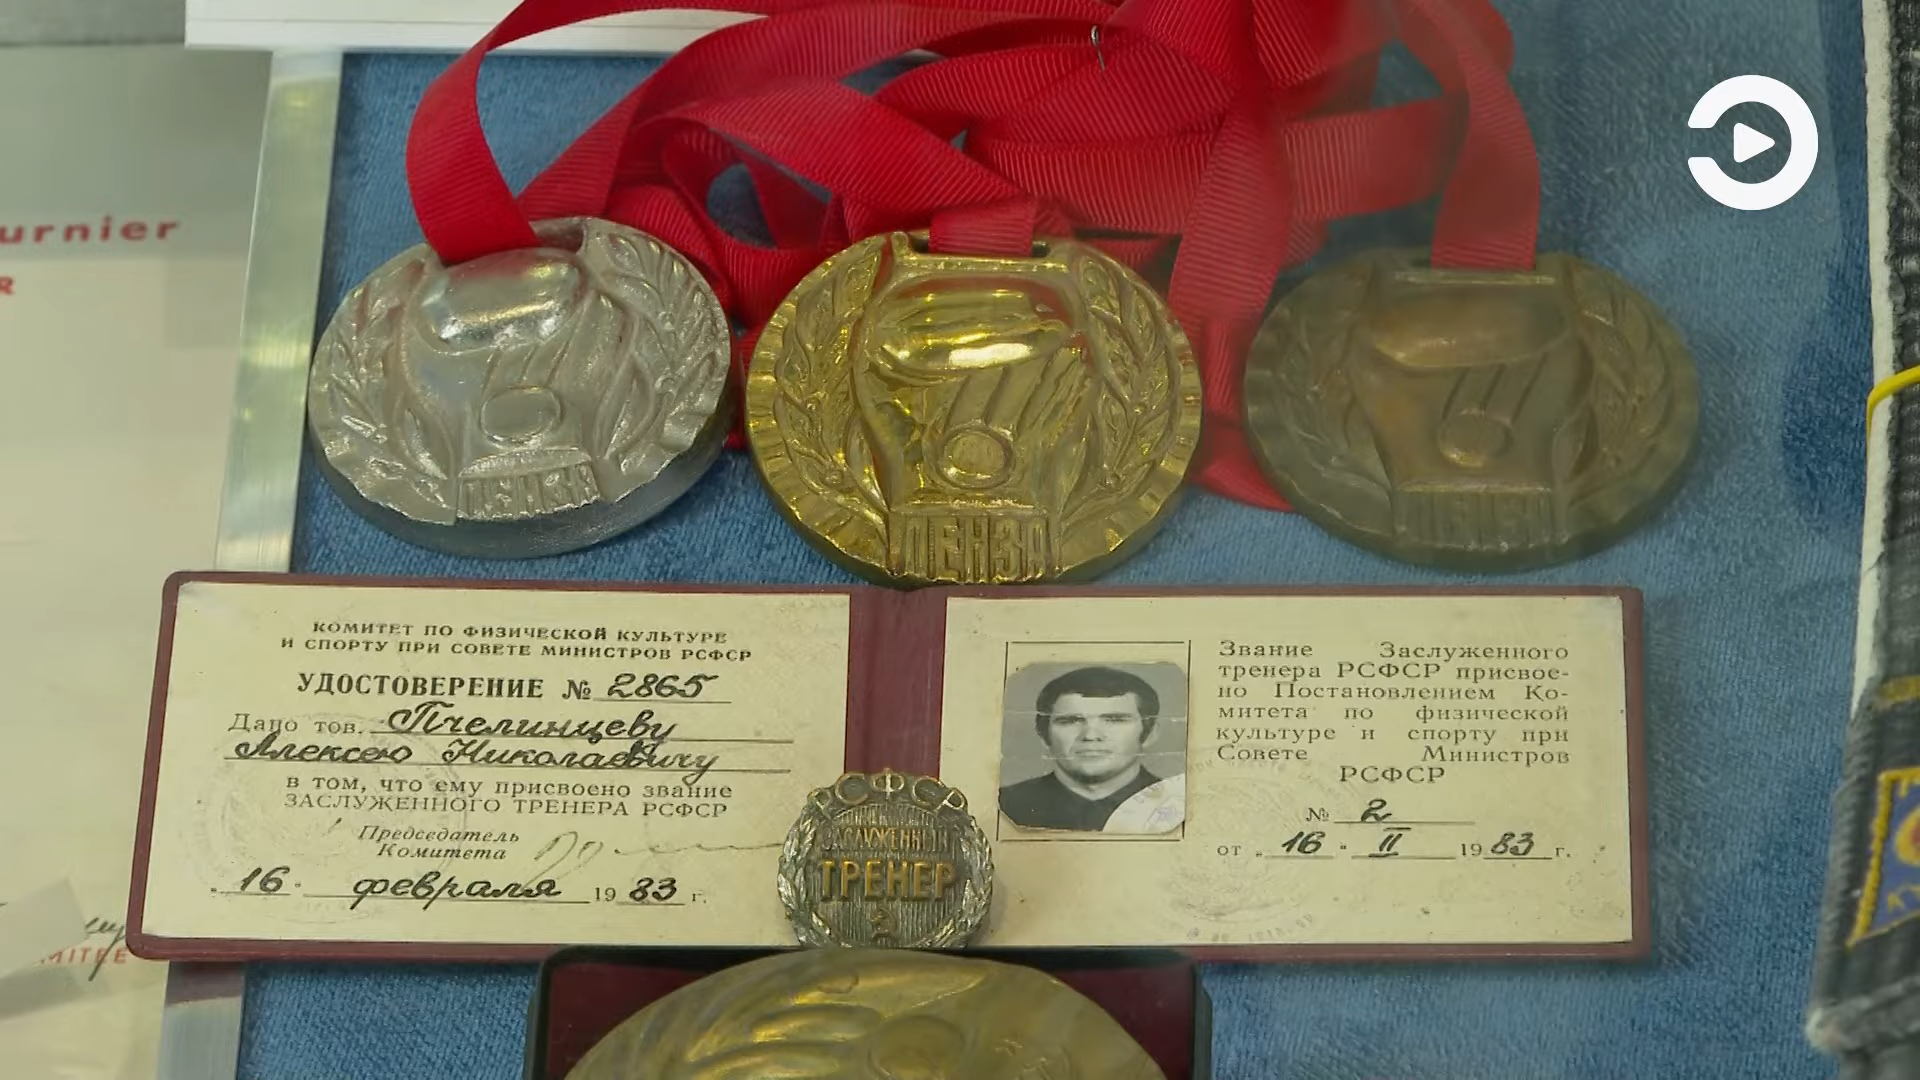 urnier
R
ПЕНЗА
ПЕНЗА
ПЕНЗА
КОМИТЕТ ПО ФИЗИЧЕСКОЙ КУЛЬТУРЕ
И СПОРТУ ПРИ СОВЕТЕ МИНИСТРОВ РСФСР
УДОСТОВЕРЕНИЕ № 2865
Дано тов. Пчелинцеву
Алексею Николаевичу
в том, что ему присвоено звание
ЗАСЛУЖЕННОГО ТРЕНЕРА РСФСР
Председатель
Комитета
„16" февраля 1983 г.
Звание Заслуженного
тренера РСФСР присвое-
но Постановлением Ко-
митета по физической
культуре и спорту при
Совете Министров
РСФСР
№ 2
от „16" II 1983 г.
РСФСР
ЗАСЛУЖЕННЫЙ
ТРЕНЕР
MITEE